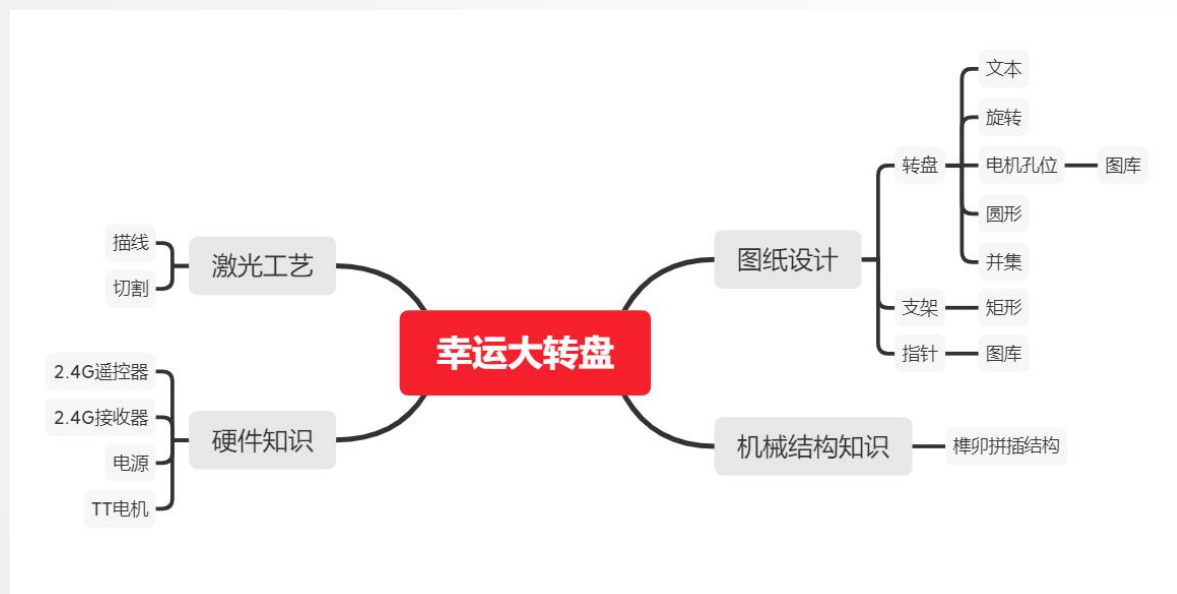 幸运大转盘
图纸设计
转盘
文本
旋转
电机孔位
图库
圆形
并集
支架
矩形
指针
图库
机械结构知识
榫卯拼插结构
激光工艺
描线
切割
硬件知识
2.4G遥控器
2.4G接收器
电源
TT电机